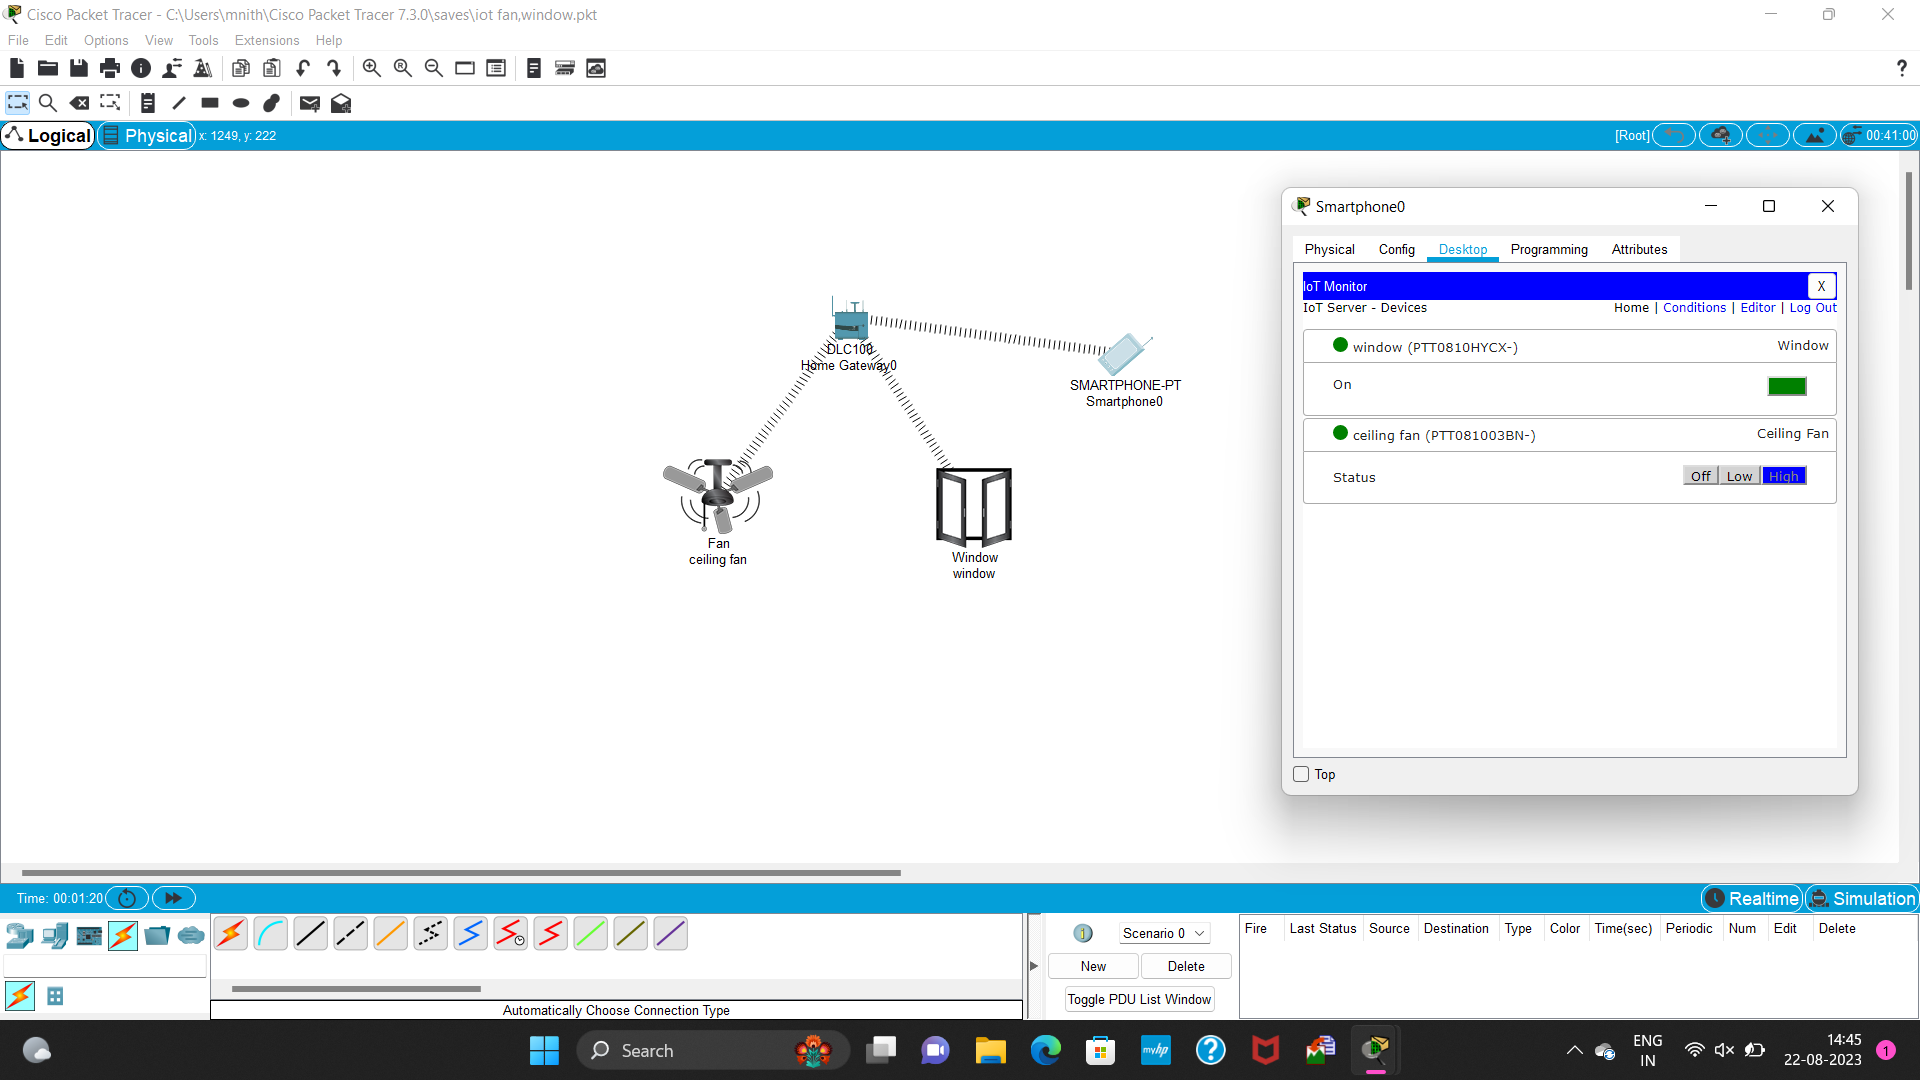 Cisco Packet Tracer - C:\Users\mnith\Cisco Packet Tracer 7.3.0\saves\iot fan,window.pkt
File Edit Options View Tools Extensions Help
?
Logical Physical x: 1249, y: 222 [Root] 00:41:00
Smartphone0
Physical Config Desktop Programming Attributes
IoT Monitor X
IoT Server - Devices Home | Conditions | Editor | Log Out
window (PTT0810HYCX-) Window
On
ceiling fan (PTT081003BN-) Ceiling Fan
Status Off Low High
Top
DLC100
Home Gateway0
SMARTPHONE-PT
Smartphone0
Fan
ceiling fan
Window
window
Time: 00:01:20 Realtime Simulation
Scenario 0
New Delete
Toggle PDU List Window
Fire Last Status Source Destination Type Color Time(sec) Periodic Num Edit Delete
Automatically Choose Connection Type
Search
myhp
ENG
IN
14:45
22-08-2023
1